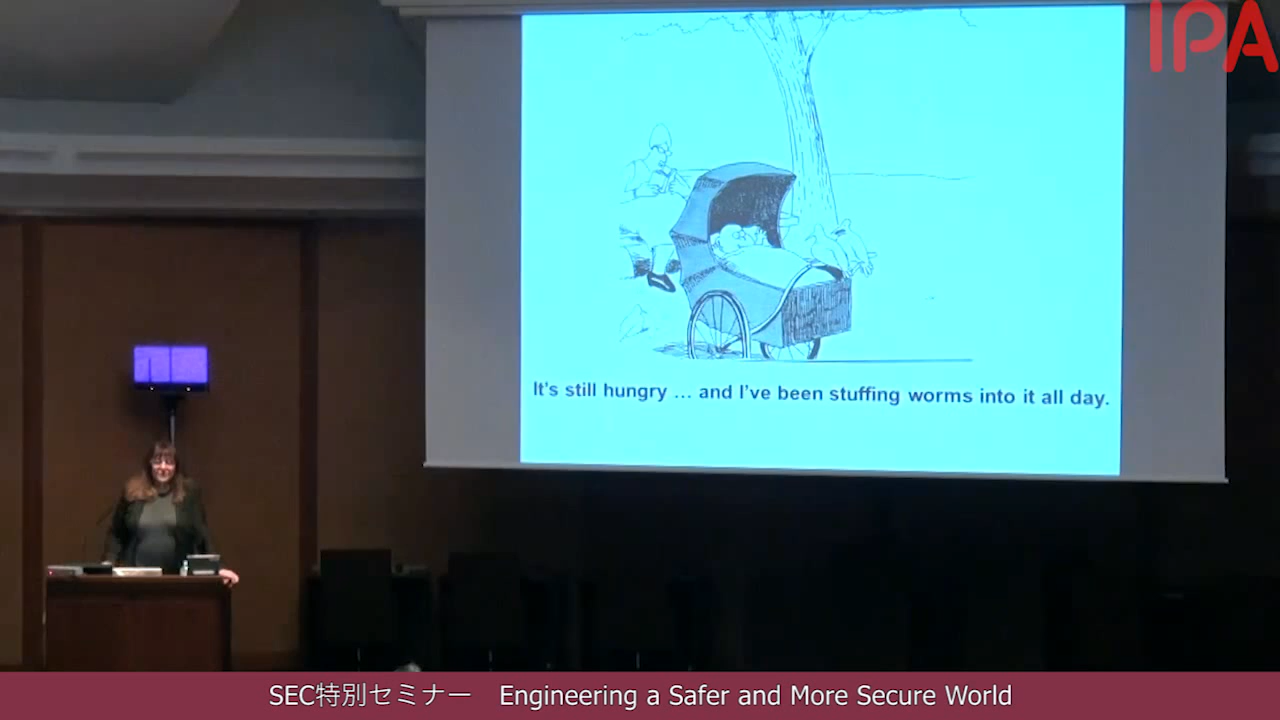 IPA
It's still hungry ... and I've been stuffing worms into it all day.
SEC特別セミナー　Engineering a Safer and More Secure World